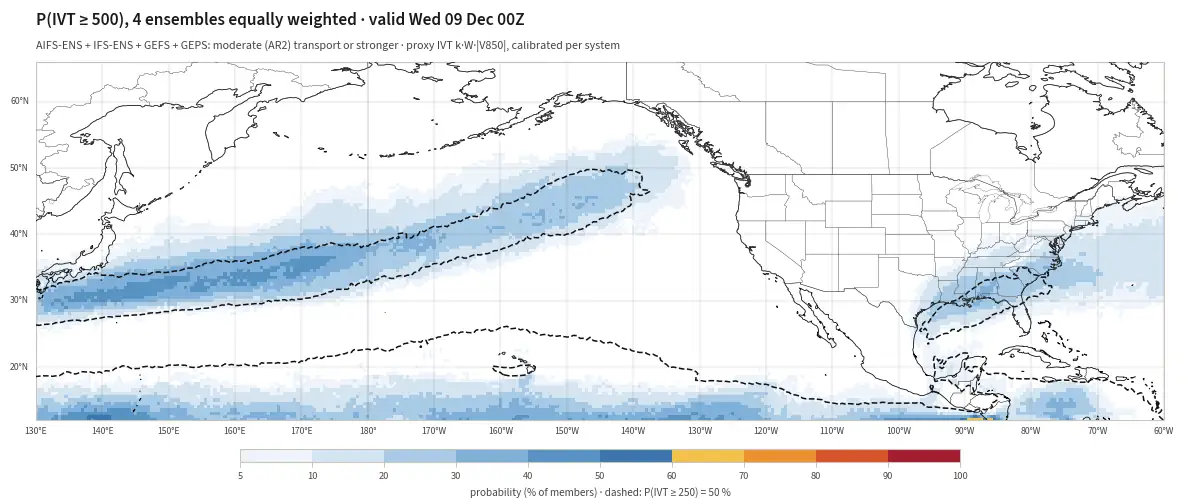 P(IVT ≥ 500), 4 ensembles equally weighted · valid Wed 09 Dec 00Z
AIFS-ENS + IFS-ENS + GEFS + GEPS: moderate (AR2) transport or stronger · proxy IVT k·W·|V850|, calibrated per system
60°N
50°N
40°N
30°N
20°N
130°E 140°E 150°E 160°E 170°E 180° 170°W 160°W 150°W 140°W 130°W 120°W 110°W 100°W 90°W 80°W 70°W 60°W
5 10 20 30 40 50 60 70 80 90 100
probability (% of members) · dashed: P(IVT ≥ 250) = 50 %